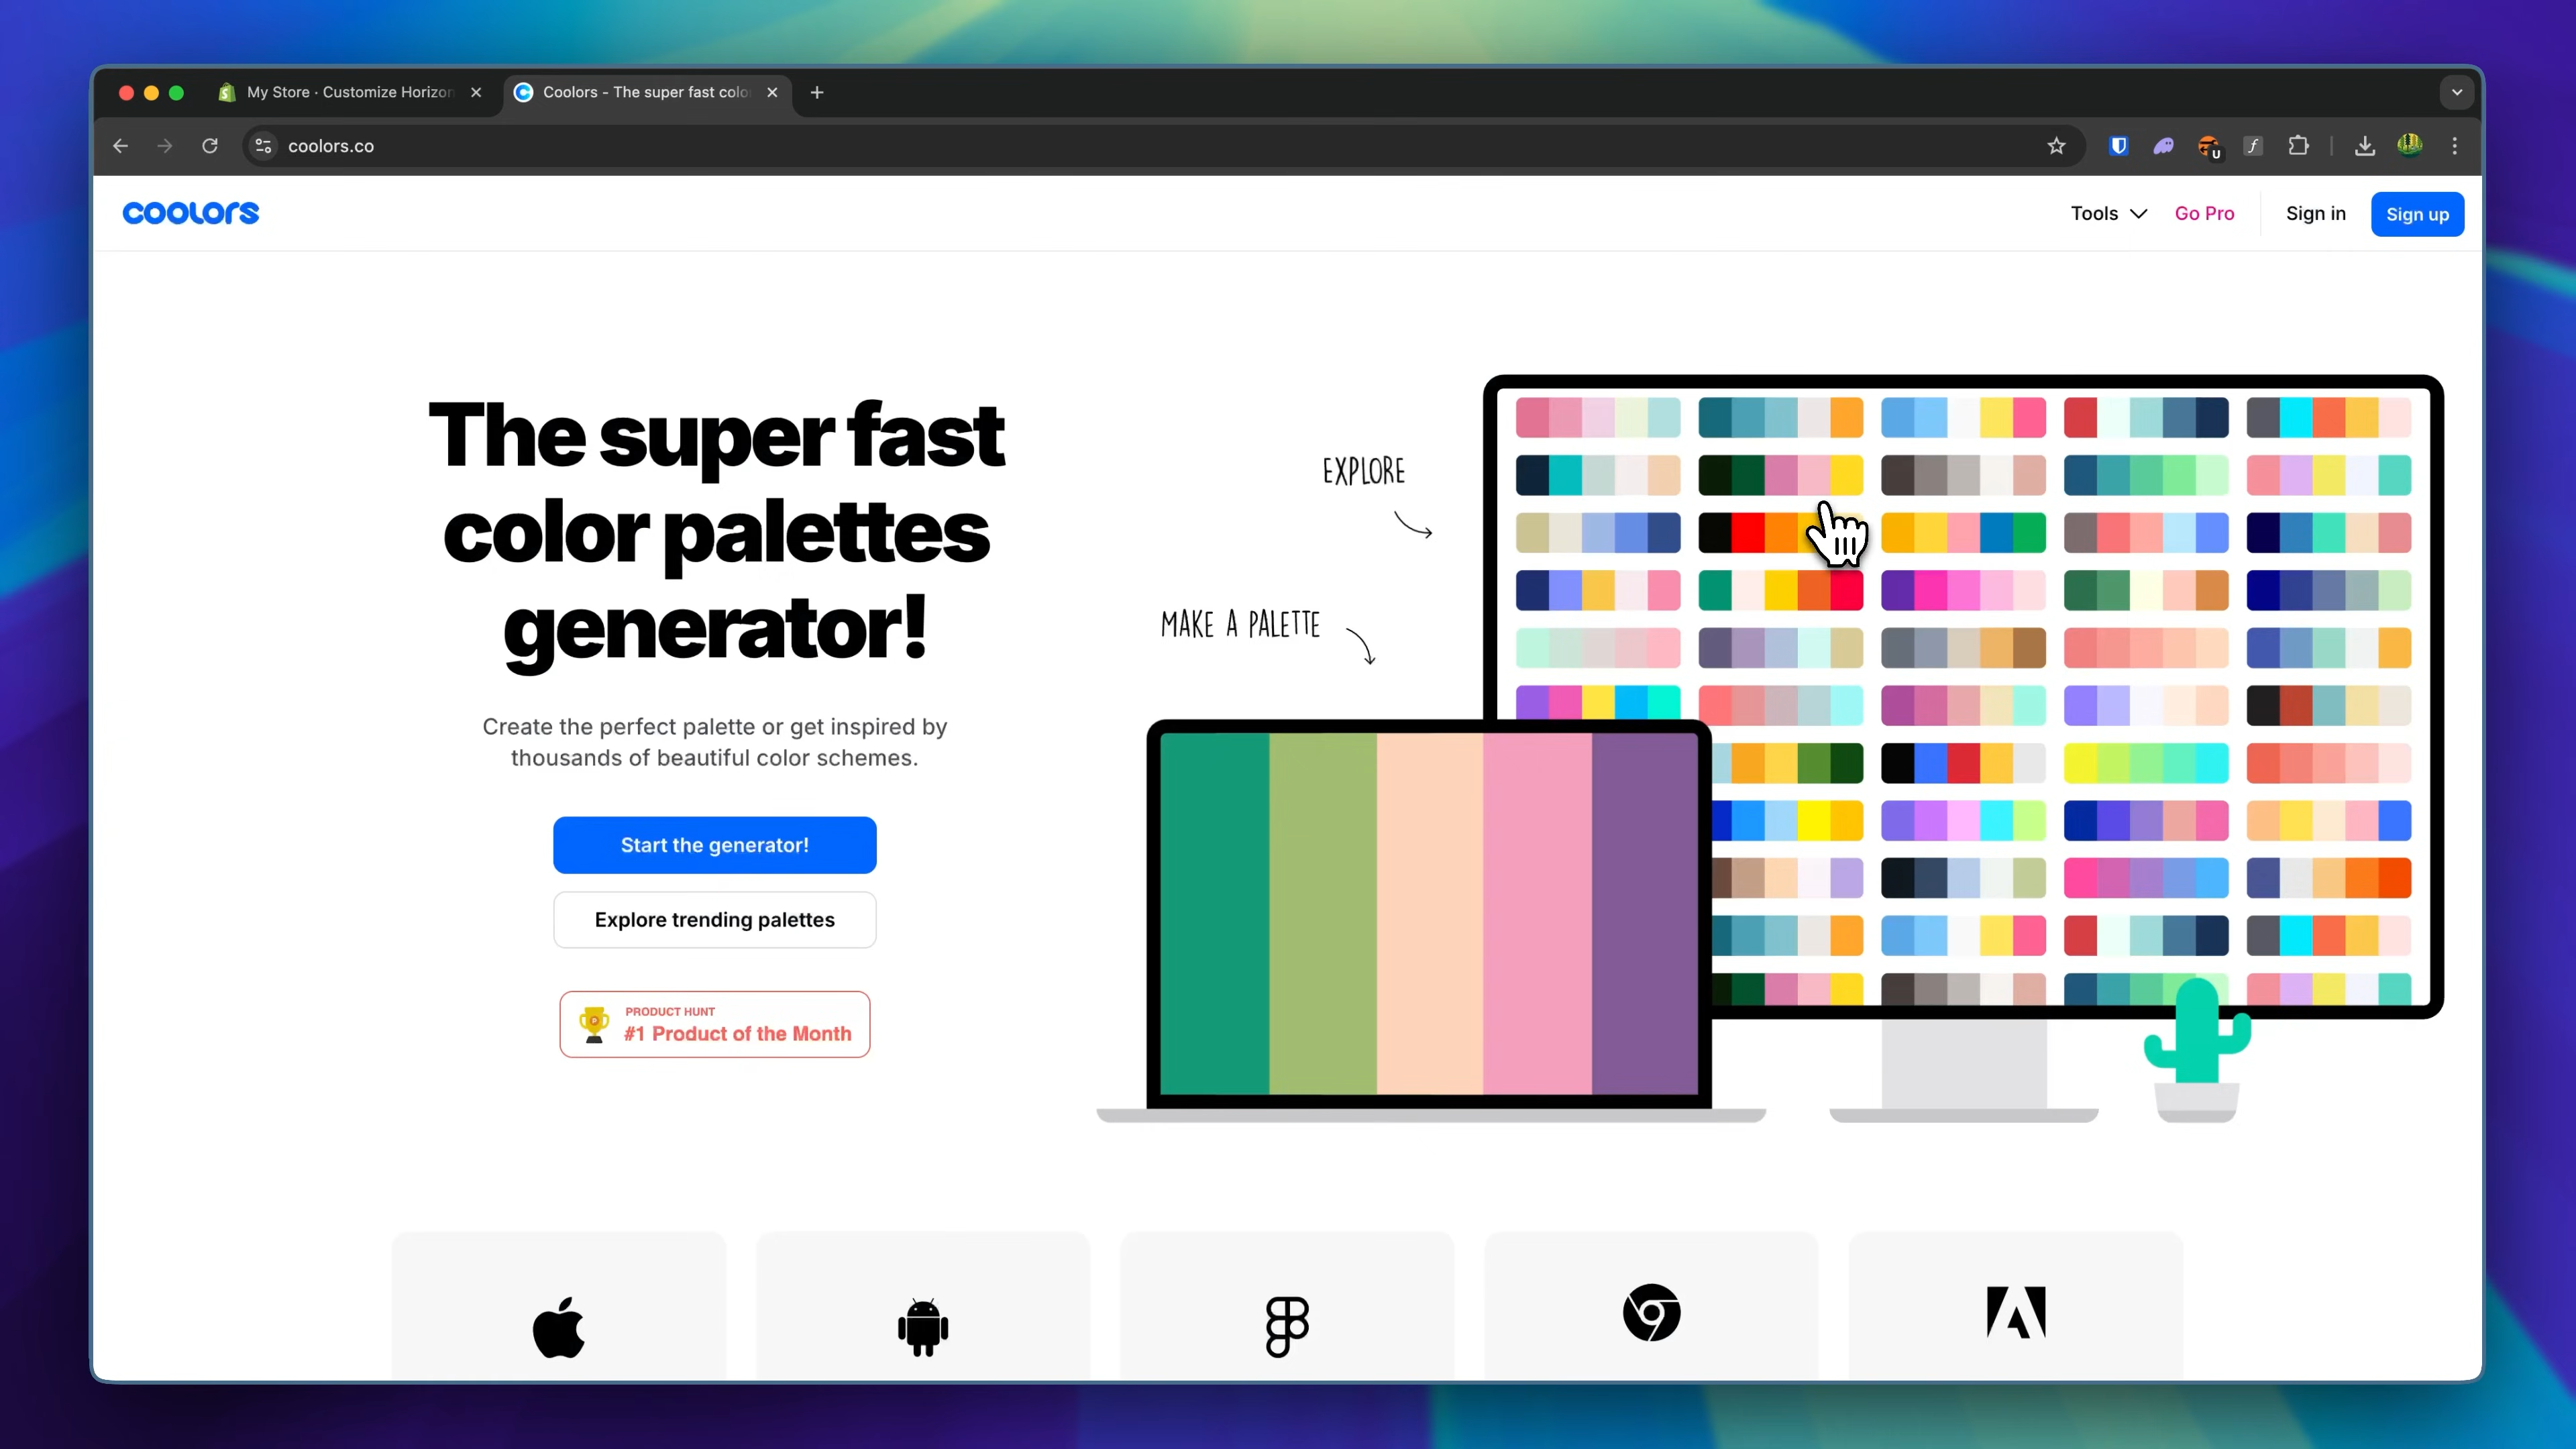 My Store · Customize Horizon
Coolors - The super fast colo
coolors.co
coolors
Tools
Go Pro
Sign in
Sign up
The super fast
color palettes
generator!
Create the perfect palette or get inspired by
thousands of beautiful color schemes.
Start the generator!
Explore trending palettes
PRODUCT HUNT
#1 Product of the Month
EXPLORE
MAKE A PALETTE